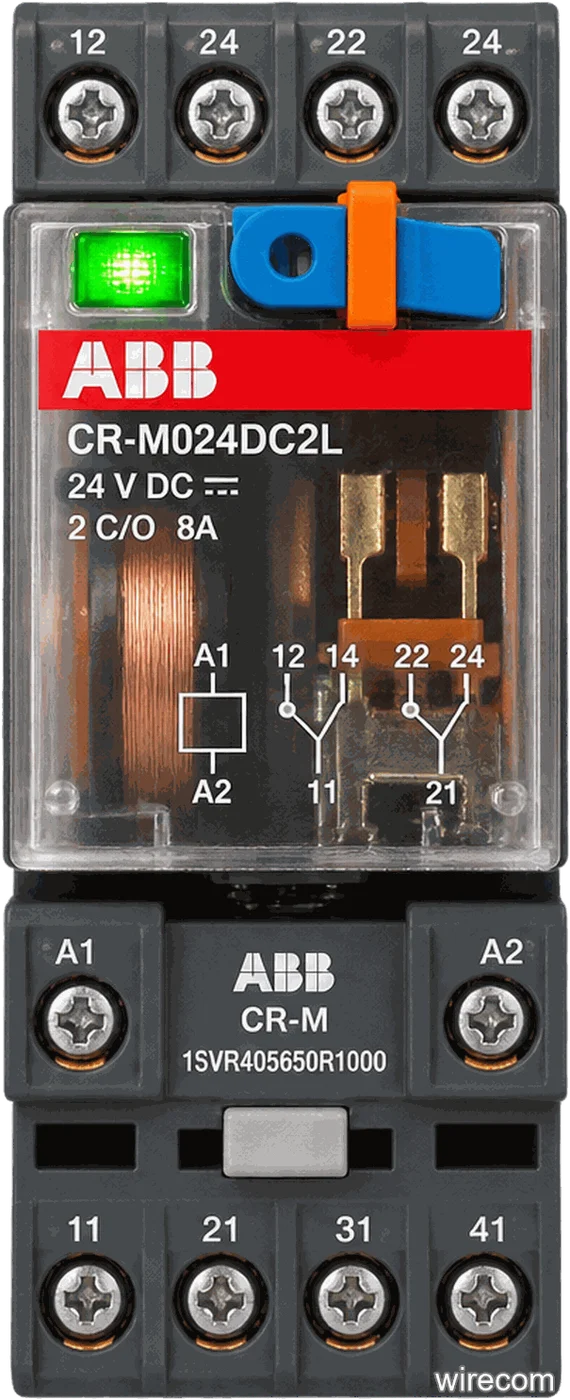 12 24 22 24
ABB
CR-M024DC2L
24 V DC
2 C/O 8A
A1 12 14 22 24
A2 11 21
A1 A2
ABB
CR-M
1SVR405650R1000
11 21 31 41
wirecom